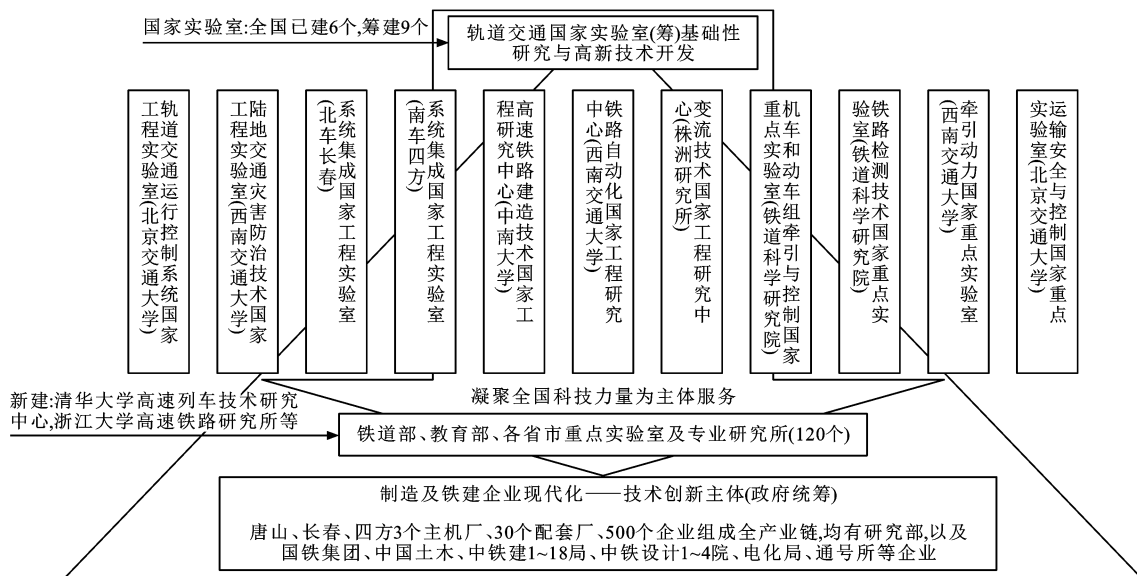 国家实验室:全国已建6个,筹建9个
轨道交通国家实验室(筹)基础性
研究与高新技术开发
轨道交通运行控制系统国家
工程实验室(北京交通大学)
陆地交通灾害防治技术国家
工程实验室(西南交通大学)
系统集成国家工程实验室
(北车长春)
系统集成国家工程实验室
(南车四方)
高速铁路建造技术国家工
程研究中心(中南大学)
铁路自动化国家工程研究
中心(西南交通大学)
变流技术国家工程研究中
心(株洲研究所)
机车和动车组牵引与控制国家
重点实验室(铁道科学研究院)
铁路检测技术国家重点实
验室(铁道科学研究院)
牵引动力国家重点实验室
(西南交通大学)
运输安全与控制国家重点
实验室(北京交通大学)
凝聚全国科技力量为主体服务
新建:清华大学高速列车技术研究
中心,浙江大学高速铁路研究所等
铁道部、教育部、各省市重点实验室及专业研究所(120个)
制造及铁建企业现代化——技术创新主体(政府统筹)
唐山、长春、四方3个主机厂、30个配套厂、500个企业组成全产业链,均有研究部,以及
国铁集团、中国土木、中铁建1~18局、中铁设计1~4院、电化局、通号所等企业